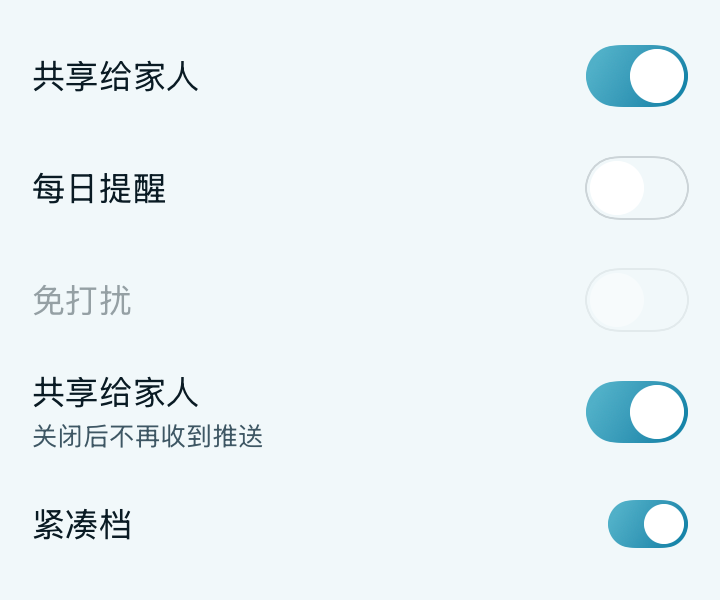 共享给家人
每日提醒
免打扰
共享给家人
关闭后不再收到推送
紧凑档